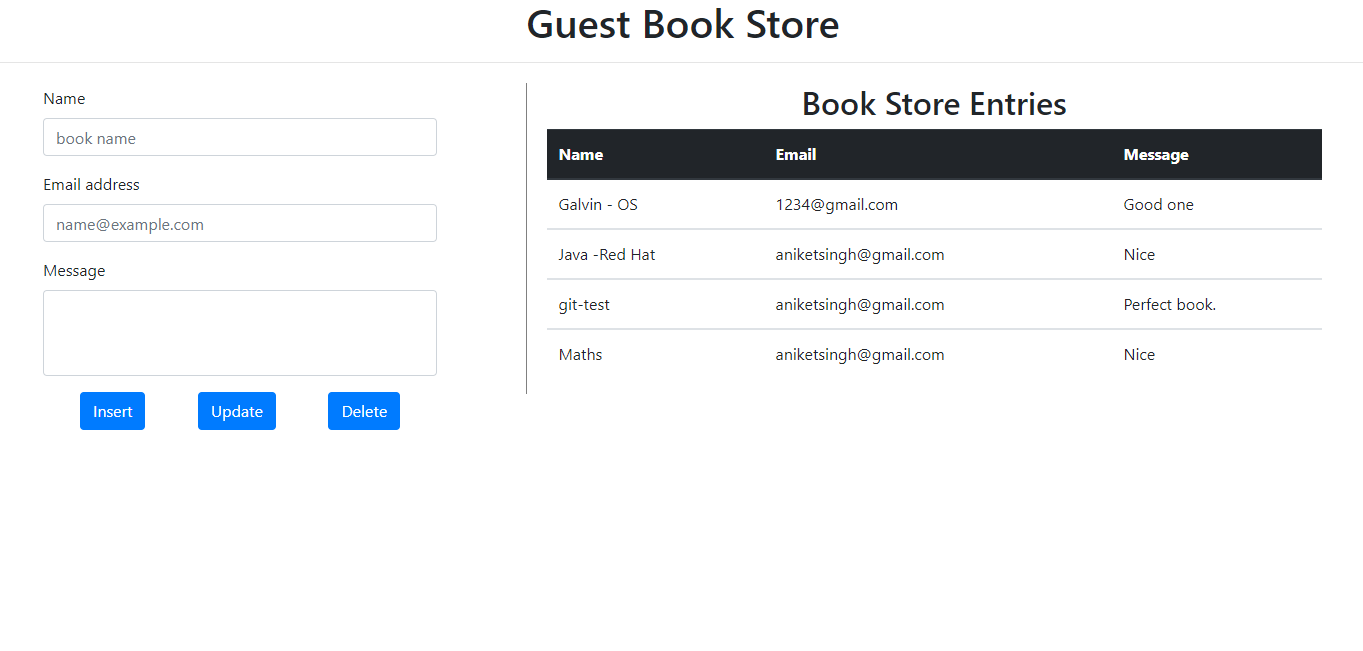 Guest Book Store
Name
book name
Email address
name@example.com
Message
Insert Update Delete
Book Store Entries
Name Email Message
Galvin - OS 1234@gmail.com Good one
Java -Red Hat aniketsingh@gmail.com Nice
git-test aniketsingh@gmail.com Perfect book.
Maths aniketsingh@gmail.com Nice